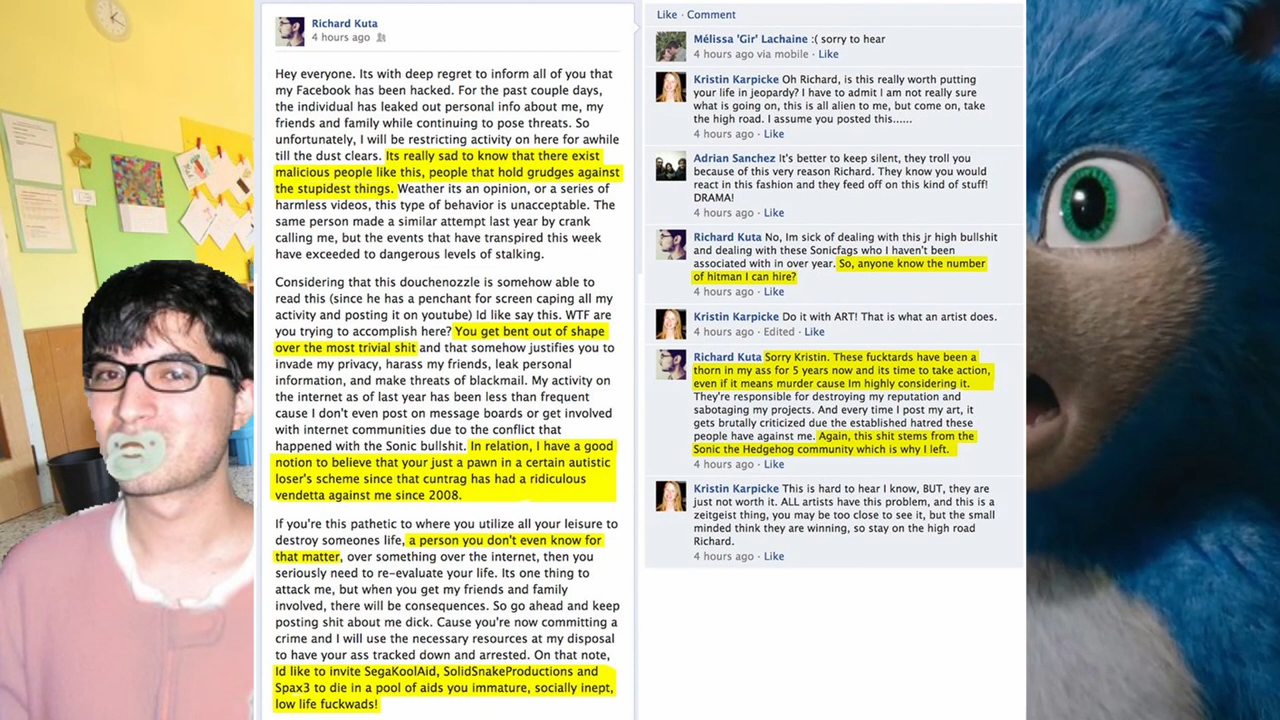 Richard Kuta
4 hours ago
Hey everyone. Its with deep regret to inform all of you that
my Facebook has been hacked. For the past couple days,
the individual has leaked out personal info about me, my
friends and family while continuing to pose threats. So
unfortunately, I will be restricting activity on here for awhile
till the dust clears. Its really sad to know that there exist
malicious people like this, people that hold grudges against
the stupidest things. Weather its an opinion, or a series of
harmless videos, this type of behavior is unacceptable. The
same person made a similar attempt last year by crank
calling me, but the events that have transpired this week
have exceeded to dangerous levels of stalking.
Considering that this douchenozzle is somehow able to
read this (since he has a penchant for screen caping all my
activity and posting it on youtube) Id like say this. WTF are
you trying to accomplish here? You get bent out of shape
over the most trivial shit and that somehow justifies you to
invade my privacy, harass my friends, leak personal
information, and make threats of blackmail. My activity on
the internet as of last year has been less than frequent
cause I don't even post on message boards or get involved
with internet communities due to the conflict that
happened with the Sonic bullshit. In relation, I have a good
notion to believe that your just a pawn in a certain autistic
loser's scheme since that cuntrag has had a ridiculous
vendetta against me since 2008.
If you're this pathetic to where you utilize all your leisure to
destroy someones life, a person you don't even know for
that matter, over something over the internet, then you
seriously need to re-evaluate your life. Its one thing to
attack me, but when you get my friends and family
involved, there will be consequences. So go ahead and keep
posting shit about me dick. Cause you're now committing a
crime and I will use the necessary resources at my disposal
to have your ass tracked down and arrested. On that note,
Id like to invite SegaKoolAid, SolidSnakeProductions and
Spax3 to die in a pool of aids you immature, socially inept,
low life fuckwads!
Like · Comment
Mélissa 'Gir' Lachaine :( sorry to hear
4 hours ago via mobile · Like
Kristin Karpicke Oh Richard, is this really worth putting
your life in jeopardy? I have to admit I am not really sure
what is going on, this is all alien to me, but come on, take
the high road. I assume you posted this......
4 hours ago · Like
Adrian Sanchez It's better to keep silent, they troll you
because of this very reason Richard. They know you would
react in this fashion and they feed off on this kind of stuff!
DRAMA!
4 hours ago · Like
Richard Kuta No, Im sick of dealing with this jr high bullshit
and dealing with these Sonicfags who I haven't been
associated with in over year. So, anyone know the number
of hitman I can hire?
4 hours ago · Like
Kristin Karpicke Do it with ART! That is what an artist does.
4 hours ago · Edited · Like
Richard Kuta Sorry Kristin. These fucktards have been a
thorn in my ass for 5 years now and its time to take action,
even if it means murder cause Im highly considering it.
They're responsible for destroying my reputation and
sabotaging my projects. And every time I post my art, it
gets brutally criticized due the established hatred these
people have against me. Again, this shit stems from the
Sonic the Hedgehog community which is why I left.
4 hours ago · Like
Kristin Karpicke This is hard to hear I know, BUT, they are
just not worth it. ALL artists have this problem, and this is a
zeitgeist thing, you may be too close to see it, but the small
minded think they are winning, so stay on the high road
Richard.
4 hours ago · Like